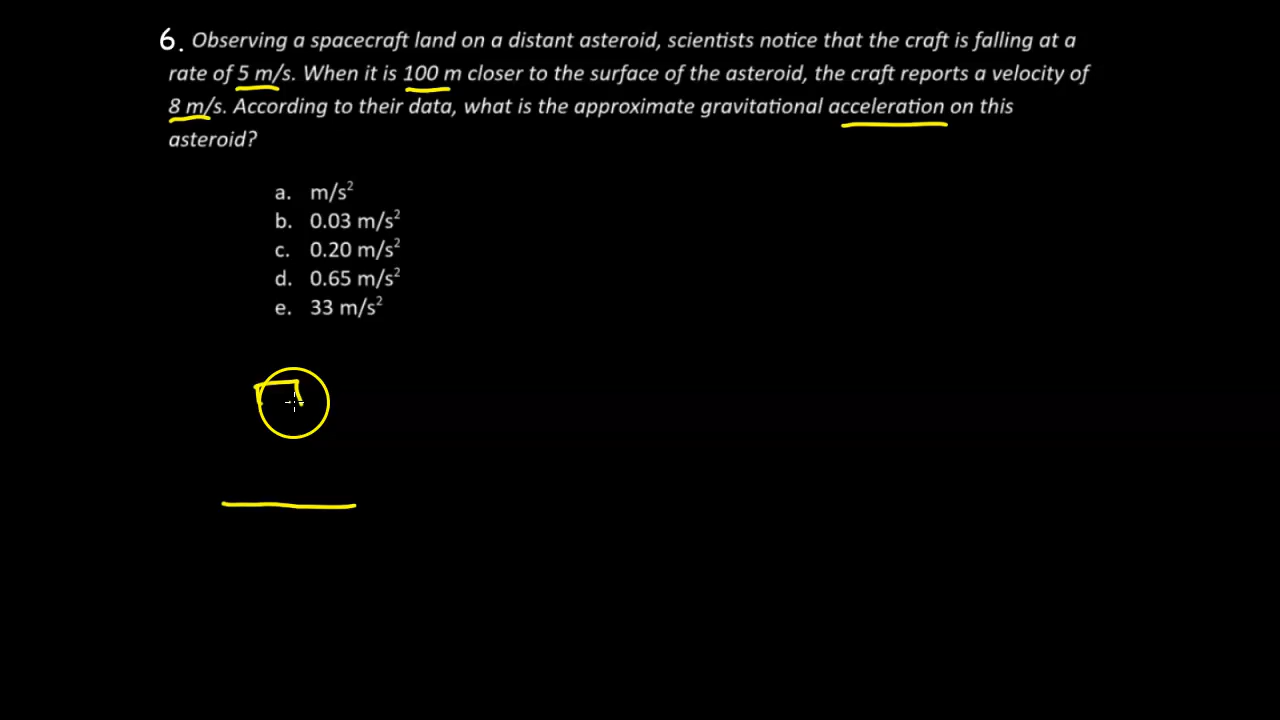 6. Observing a spacecraft land on a distant asteroid, scientists notice that the craft is falling at a
rate of 5 m/s. When it is 100 m closer to the surface of the asteroid, the craft reports a velocity of
8 m/s. According to their data, what is the approximate gravitational acceleration on this
asteroid?
a. m/s²
b. 0.03 m/s²
c. 0.20 m/s²
d. 0.65 m/s²
e. 33 m/s²